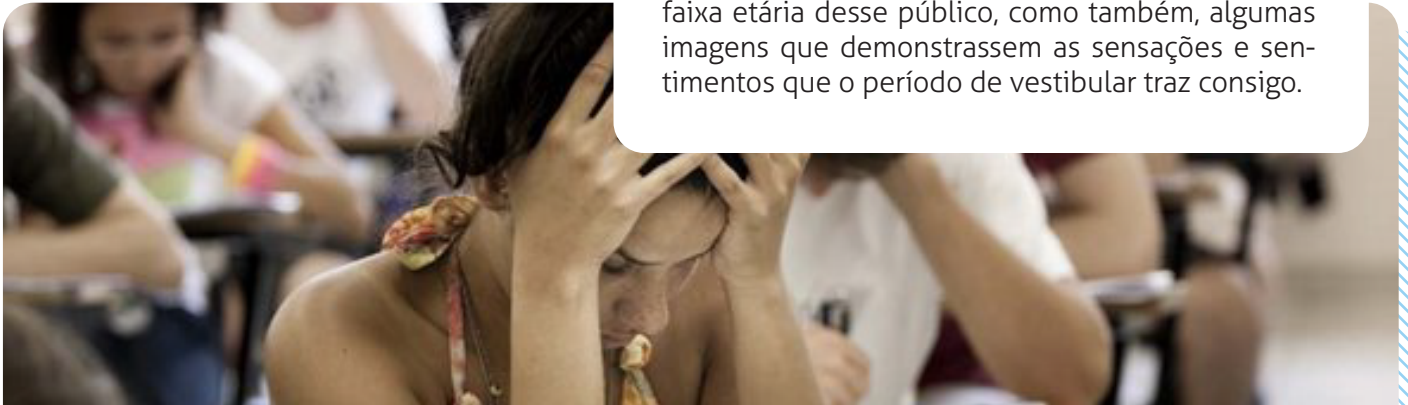 faixa etária desse público, como também, algumas
imagens que demonstrassem as sensações e sen-
timentos que o período de vestibular traz consigo.